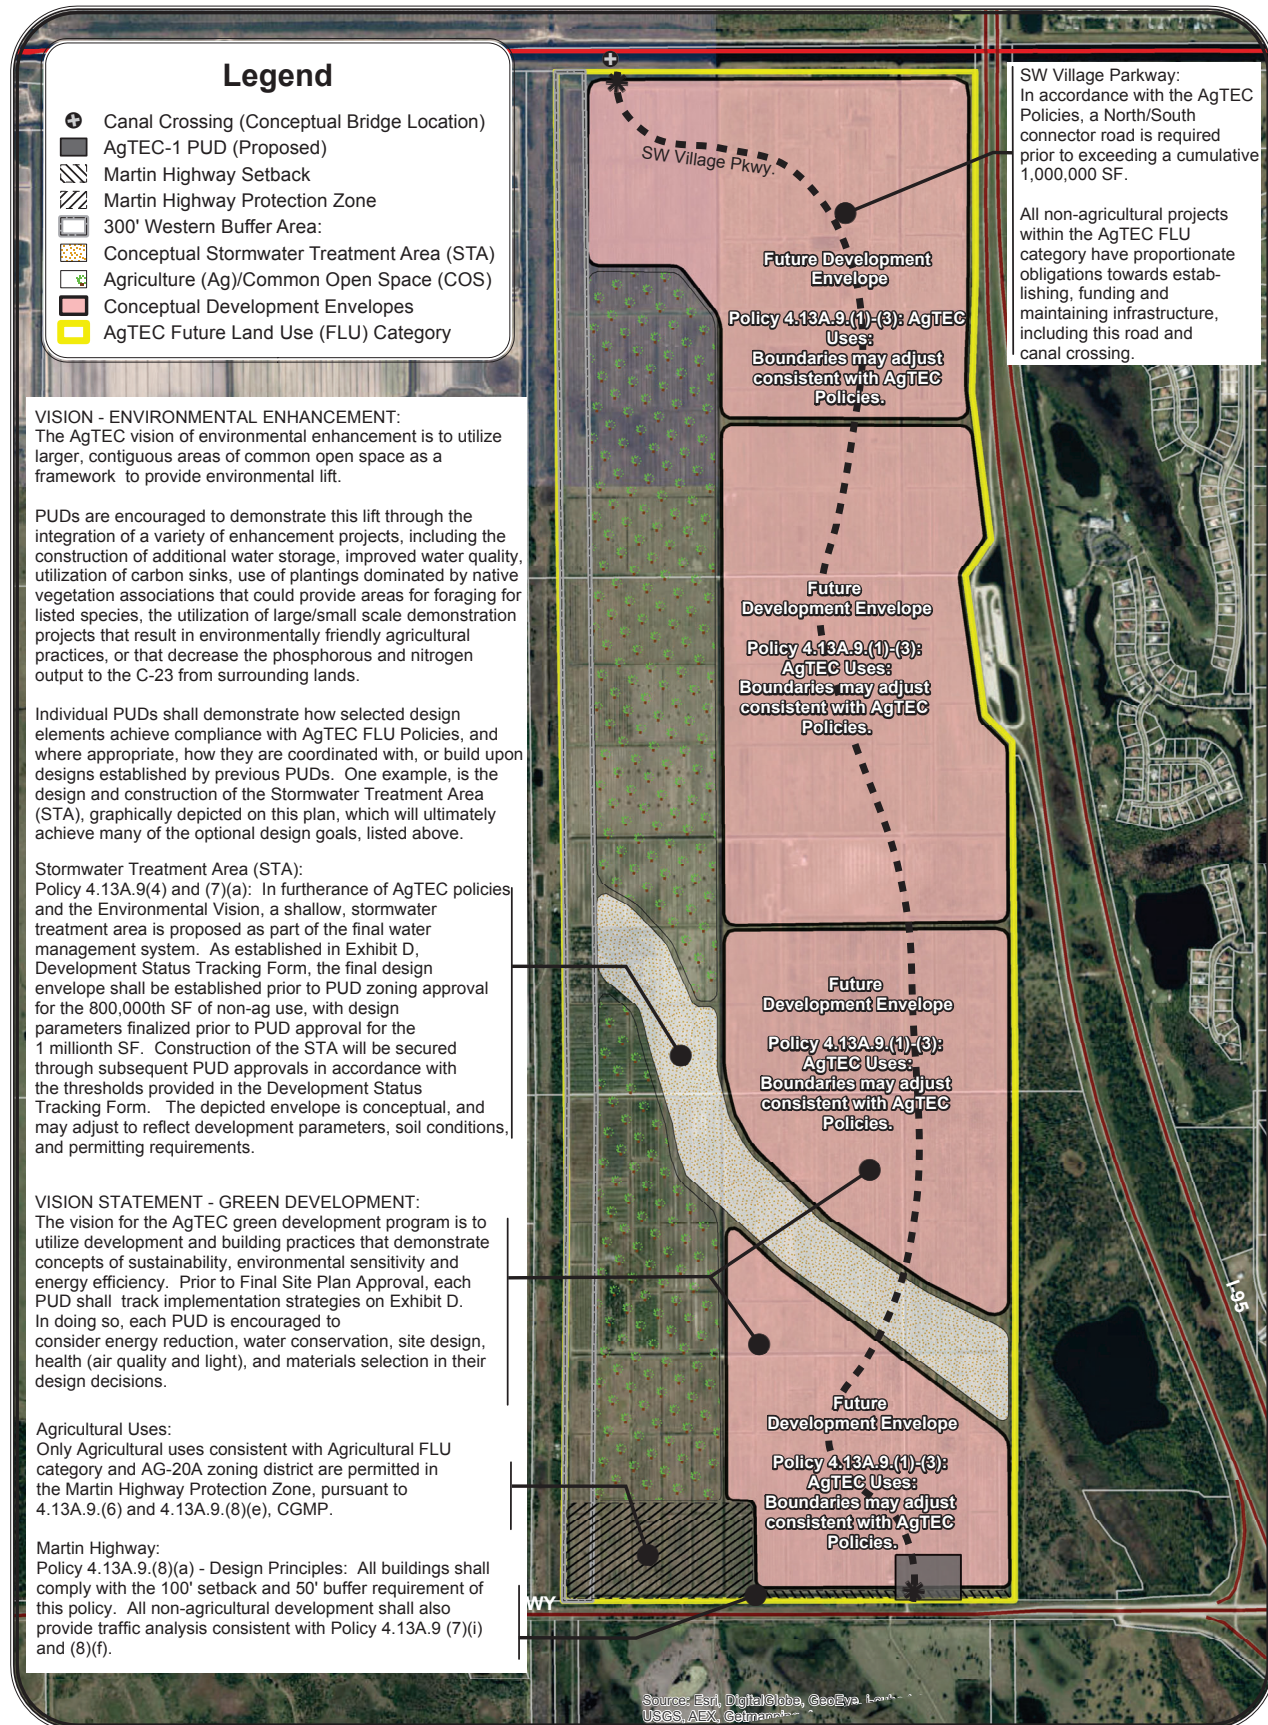 Legend
Canal Crossing (Conceptual Bridge Location)
AgTEC-1 PUD (Proposed)
Martin Highway Setback
Martin Highway Protection Zone
300' Western Buffer Area:
Conceptual Stormwater Treatment Area (STA)
Agriculture (Ag)/Common Open Space (COS)
Conceptual Development Envelopes
AgTEC Future Land Use (FLU) Category
VISION - ENVIRONMENTAL ENHANCEMENT:
The AgTEC vision of environmental enhancement is to utilize
larger, contiguous areas of common open space as a
framework to provide environmental lift.
PUDs are encouraged to demonstrate this lift through the
integration of a variety of enhancement projects, including the
construction of additional water storage, improved water quality,
utilization of carbon sinks, use of plantings dominated by native
vegetation associations that could provide areas for foraging for
listed species, the utilization of large/small scale demonstration
projects that result in environmentally friendly agricultural
practices, or that decrease the phosphorous and nitrogen
output to the C-23 from surrounding lands.
Individual PUDs shall demonstrate how selected design
elements achieve compliance with AgTEC FLU Policies, and
where appropriate, how they are coordinated with, or build upon
designs established by previous PUDs. One example, is the
design and construction of the Stormwater Treatment Area
(STA), graphically depicted on this plan, which will ultimately
achieve many of the optional design goals, listed above.
Stormwater Treatment Area (STA):
Policy 4.13A.9(4) and (7)(a): In furtherance of AgTEC policies
and the Environmental Vision, a shallow, stormwater
treatment area is proposed as part of the final water
management system. As established in Exhibit D,
Development Status Tracking Form, the final design
envelope shall be established prior to PUD zoning approval
for the 800,000th SF of non-ag use, with design
parameters finalized prior to PUD approval for the
1 millionth SF. Construction of the STA will be secured
through subsequent PUD approvals in accordance with
the thresholds provided in the Development Status
Tracking Form. The depicted envelope is conceptual, and
may adjust to reflect development parameters, soil conditions,
and permitting requirements.
VISION STATEMENT - GREEN DEVELOPMENT:
The vision for the AgTEC green development program is to
utilize development and building practices that demonstrate
concepts of sustainability, environmental sensitivity and
energy efficiency. Prior to Final Site Plan Approval, each
PUD shall track implementation strategies on Exhibit D.
In doing so, each PUD is encouraged to
consider energy reduction, water conservation, site design,
health (air quality and light), and materials selection in their
design decisions.
Agricultural Uses:
Only Agricultural uses consistent with Agricultural FLU
category and AG-20A zoning district are permitted in
the Martin Highway Protection Zone, pursuant to
4.13A.9.(6) and 4.13A.9.(8)(e), CGMP.
Martin Highway:
Policy 4.13A.9.(8)(a) - Design Principles: All buildings shall
comply with the 100' setback and 50' buffer requirement of
this policy. All non-agricultural development shall also
provide traffic analysis consistent with Policy 4.13A.9 (7)(i)
and (8)(f).
SW Village Parkway:
In accordance with the AgTEC
Policies, a North/South
connector road is required
prior to exceeding a cumulative
1,000,000 SF.
All non-agricultural projects
within the AgTEC FLU
category have proportionate
obligations towards estab-
lishing, funding and
maintaining infrastructure,
including this road and
canal crossing.
SW Village Pkwy.
Future Development
Envelope
Policy 4.13A.9.(1)-(3): AgTEC
Uses:
Boundaries may adjust
consistent with AgTEC
Policies.
Future
Development Envelope
Policy 4.13A.9.(1)-(3):
AgTEC Uses:
Boundaries may adjust
consistent with AgTEC
Policies.
Future
Development Envelope
Policy 4.13A.9.(1)-(3):
AgTEC Uses:
Boundaries may adjust
consistent with AgTEC
Policies.
Future
Development Envelope
Policy 4.13A.9.(1)-(3):
AgTEC Uses:
Boundaries may adjust
consistent with AgTEC
Policies.
I-95
WY
Source: Esri, DigitalGlobe, GeoEye,
USGS, AEX, Getmapping,